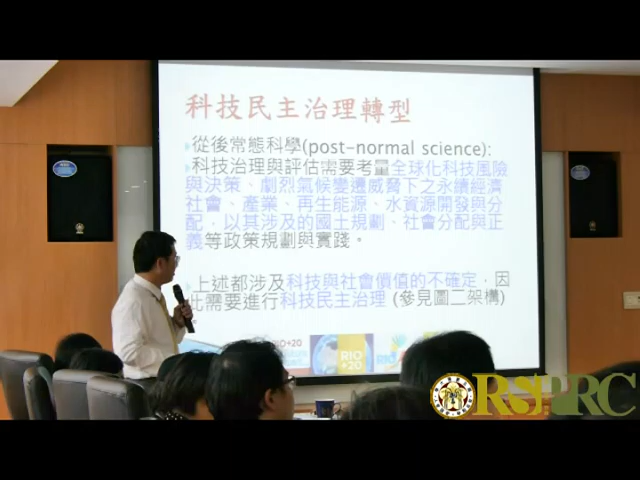 科技民主治理轉型
從後常態科學(post-normal science):
科技治理與評估需要考量全球化科技風險
與決策、劇烈氣候變遷威脅下之永續經濟
社會、產業、再生能源、水資源開發與分
配，以其涉及的國土規劃、社會分配與正
義等政策規劃與實踐。
上述都涉及科技與社會價值的不確定，因
此需要進行科技民主治理 (參見圖二架構)
RIO+20
RIO
+20
RIO
RSPRC